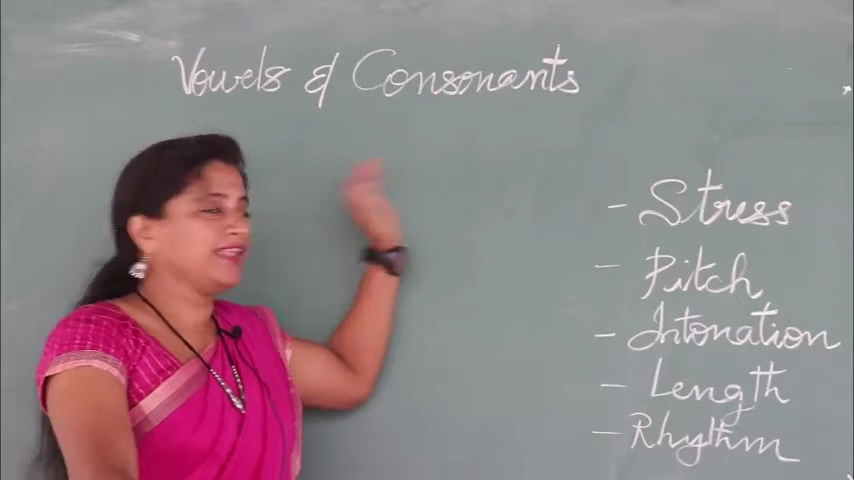 Vowels & Consonants
- Stress
- Pitch
- Intonation
- Length
- Rhythm